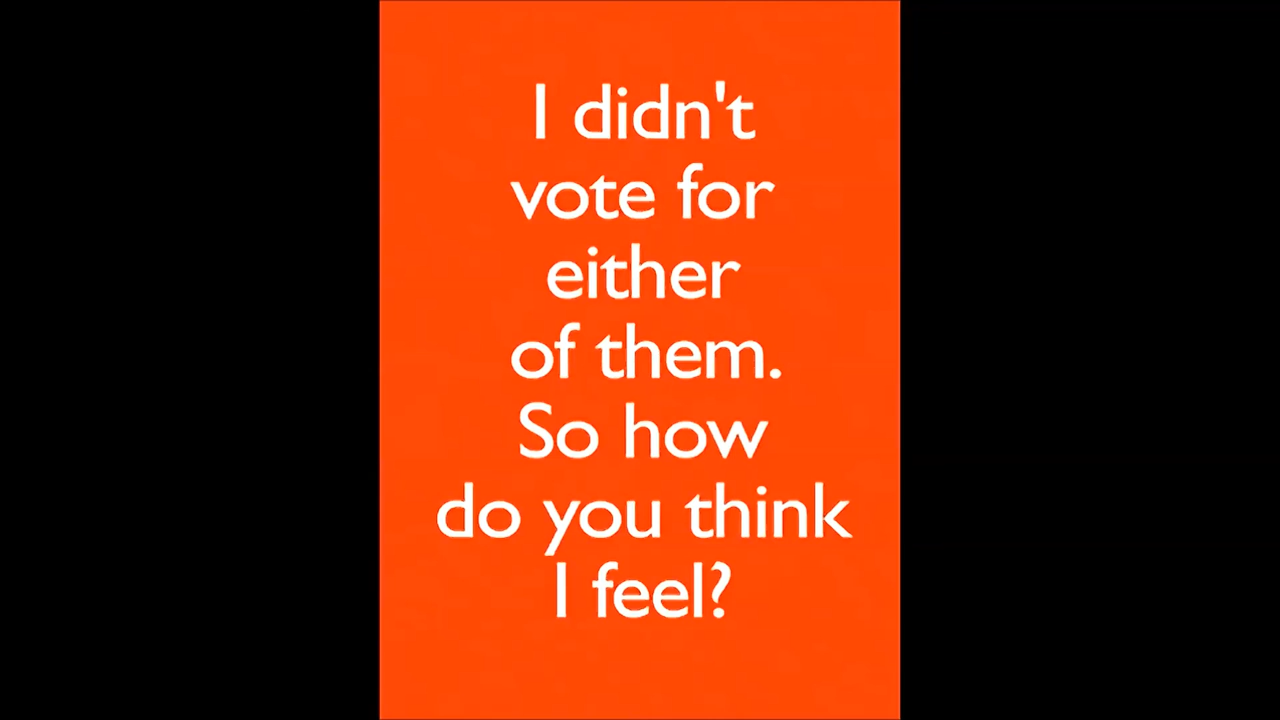 I didn't
vote for
either
of them.
So how
do you think
I feel?